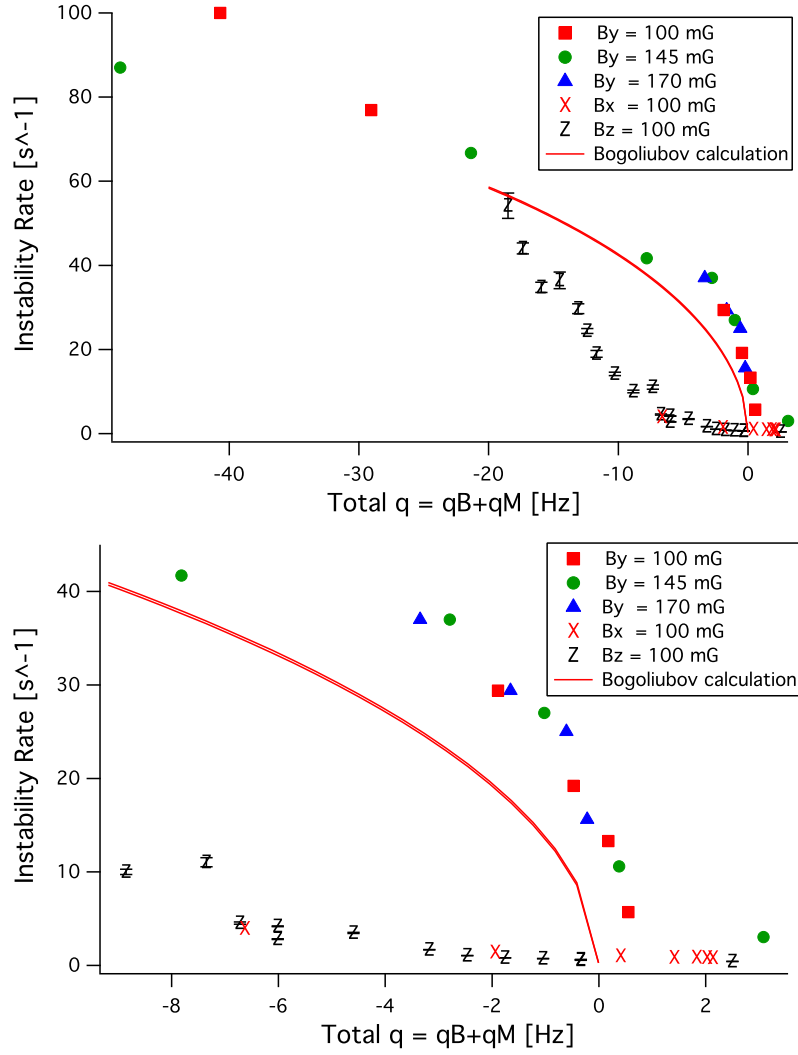 100
80
60
40
20
0
Instability Rate [s^-1]
By = 100 mG
By = 145 mG
By = 170 mG
Bx = 100 mG
Bz = 100 mG
Bogoliubov calculation
-40 -30 -20 -10 0
Total q = qB+qM [Hz]
40
30
20
10
0
Instability Rate [s^-1]
By = 100 mG
By = 145 mG
By = 170 mG
Bx = 100 mG
Bz = 100 mG
Bogoliubov calculation
-8 -6 -4 -2 0 2
Total q = qB+qM [Hz]